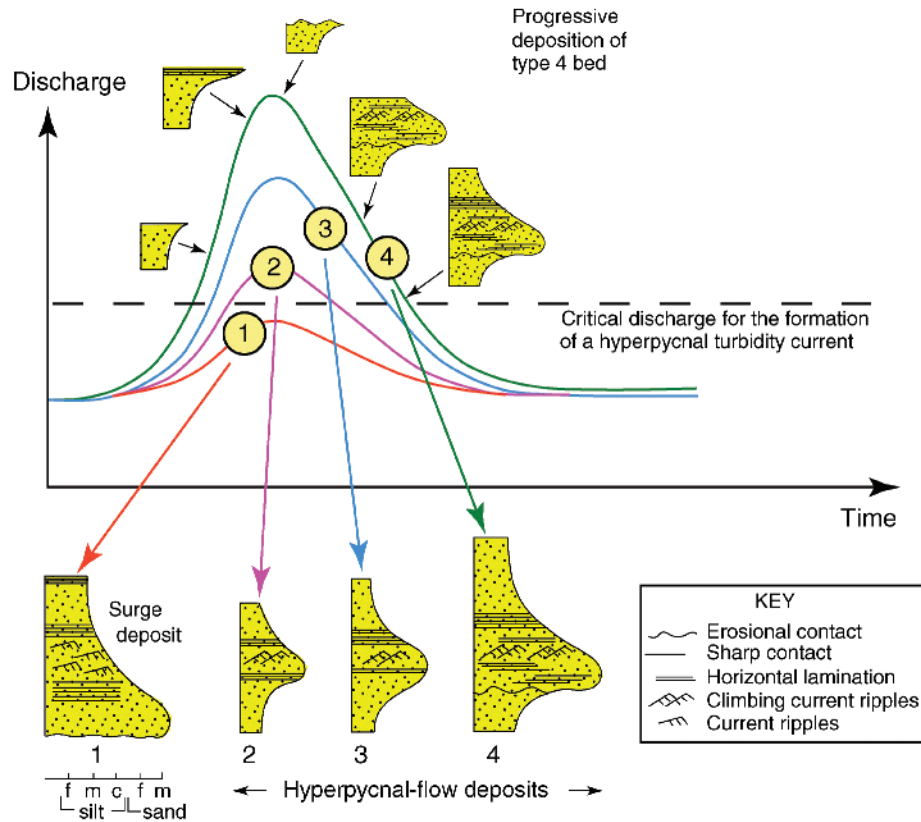 Progressive
deposition of
type 4 bed
Discharge
3
4
2
1
Critical discharge for the formation
of a hyperpycnal turbidity current
Time
Surge
deposit
KEY
Erosional contact
Sharp contact
Horizontal lamination
Climbing current ripples
Current ripples
1
2
3
4
f m c f m
silt sand
Hyperpycnal-flow deposits